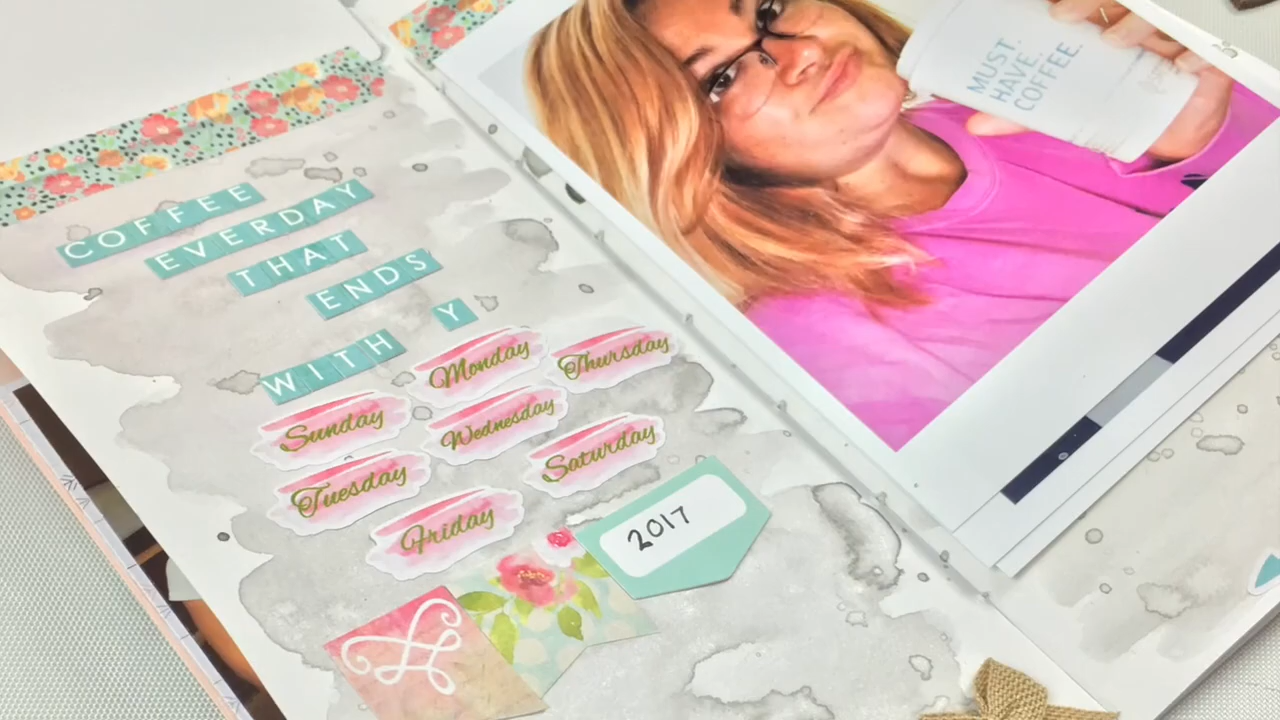 COFFEE
EVERDAY
THAT
ENDS
WITH Y
Monday
Thursday
Sunday
Wednesday
Saturday
Tuesday
Friday
2017
MUST.
HAVE.
COFFEE.